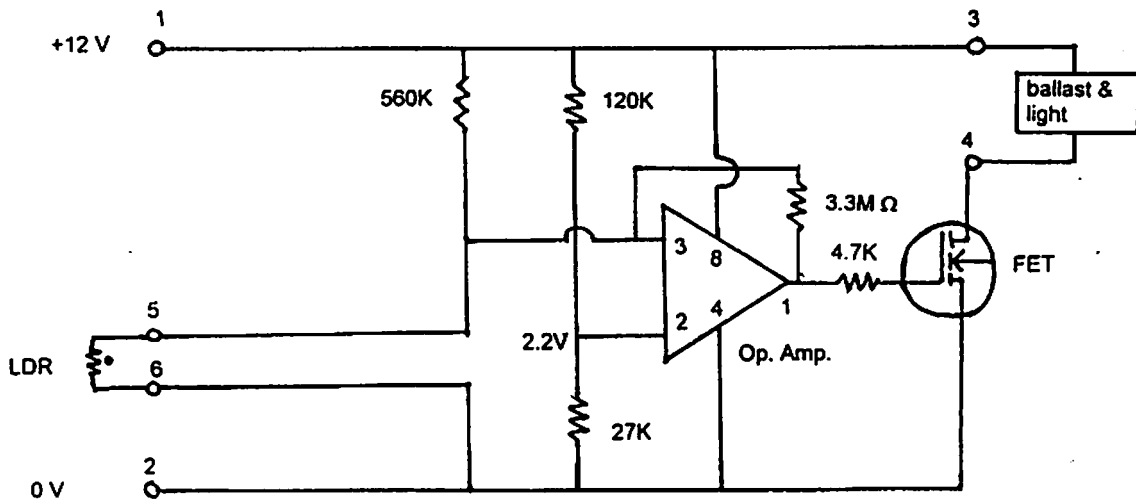 1
3
+12 V
560K
120K
ballast &
light
4
3.3M Ω
3
8
4.7K
FET
5
2
4
1
2.2V
Op. Amp.
LDR
6
27K
2
0 V